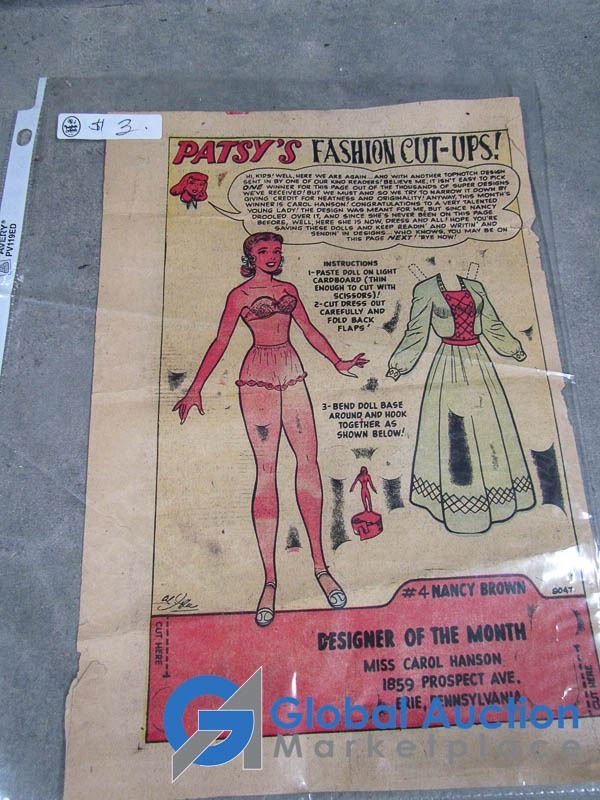 $ 3.
AVERY®
PV119ED
PATSY'S FASHION CUT-UPS!
HI, KIDS! WELL, HERE WE ARE AGAIN... AND WITH ANOTHER TOPNOTCH DESIGN
SENT IN BY ONE OF OUR KIND READERS! BELIEVE ME, IT ISN'T EASY TO PICK
ONE WINNER FOR THIS PAGE OUT OF THE THOUSANDS OF SUPER DESIGNS
WE'VE RECEIVED! BUT WE MUST AND SO WE TRY TO NARROW IT DOWN BY
GIVING CREDIT FOR NEATNESS AND ORIGINALITY! ANYWAY, THIS MONTH'S
WINNER IS CAROL HANSON! CONGRATULATIONS TO A VERY TALENTED
YOUNG LADY! THE DESIGN WAS MEANT FOR ME, BUT SINCE NANCY
DROOLED OVER IT, AND SINCE SHE'S NEVER BEEN ON THIS PAGE
BEFORE, WELL, HERE SHE IS NOW, DRESS AND ALL! HOPE YOU'RE
SAVING THESE DOLLS AND KEEP READIN' AND WRITIN' AND
SENDIN' IN DESIGNS... WHO KNOWS, YOU MAY BE ON
THIS PAGE NEXT! 'BYE NOW!
INSTRUCTIONS
1-PASTE DOLL ON LIGHT
CARDBOARD (THIN
ENOUGH TO CUT WITH
SCISSORS)!
2-CUT DRESS OUT
CAREFULLY AND
FOLD BACK
FLAPS!
3-BEND DOLL BASE
AROUND AND HOOK
TOGETHER AS
SHOWN BELOW!
#4 NANCY BROWN
G047
CUT HERE
DESIGNER OF THE MONTH
MISS CAROL HANSON
1859 PROSPECT AVE.
ERIE, PENNSYLVANIA
CUT HERE
Global Auction
Marketplace